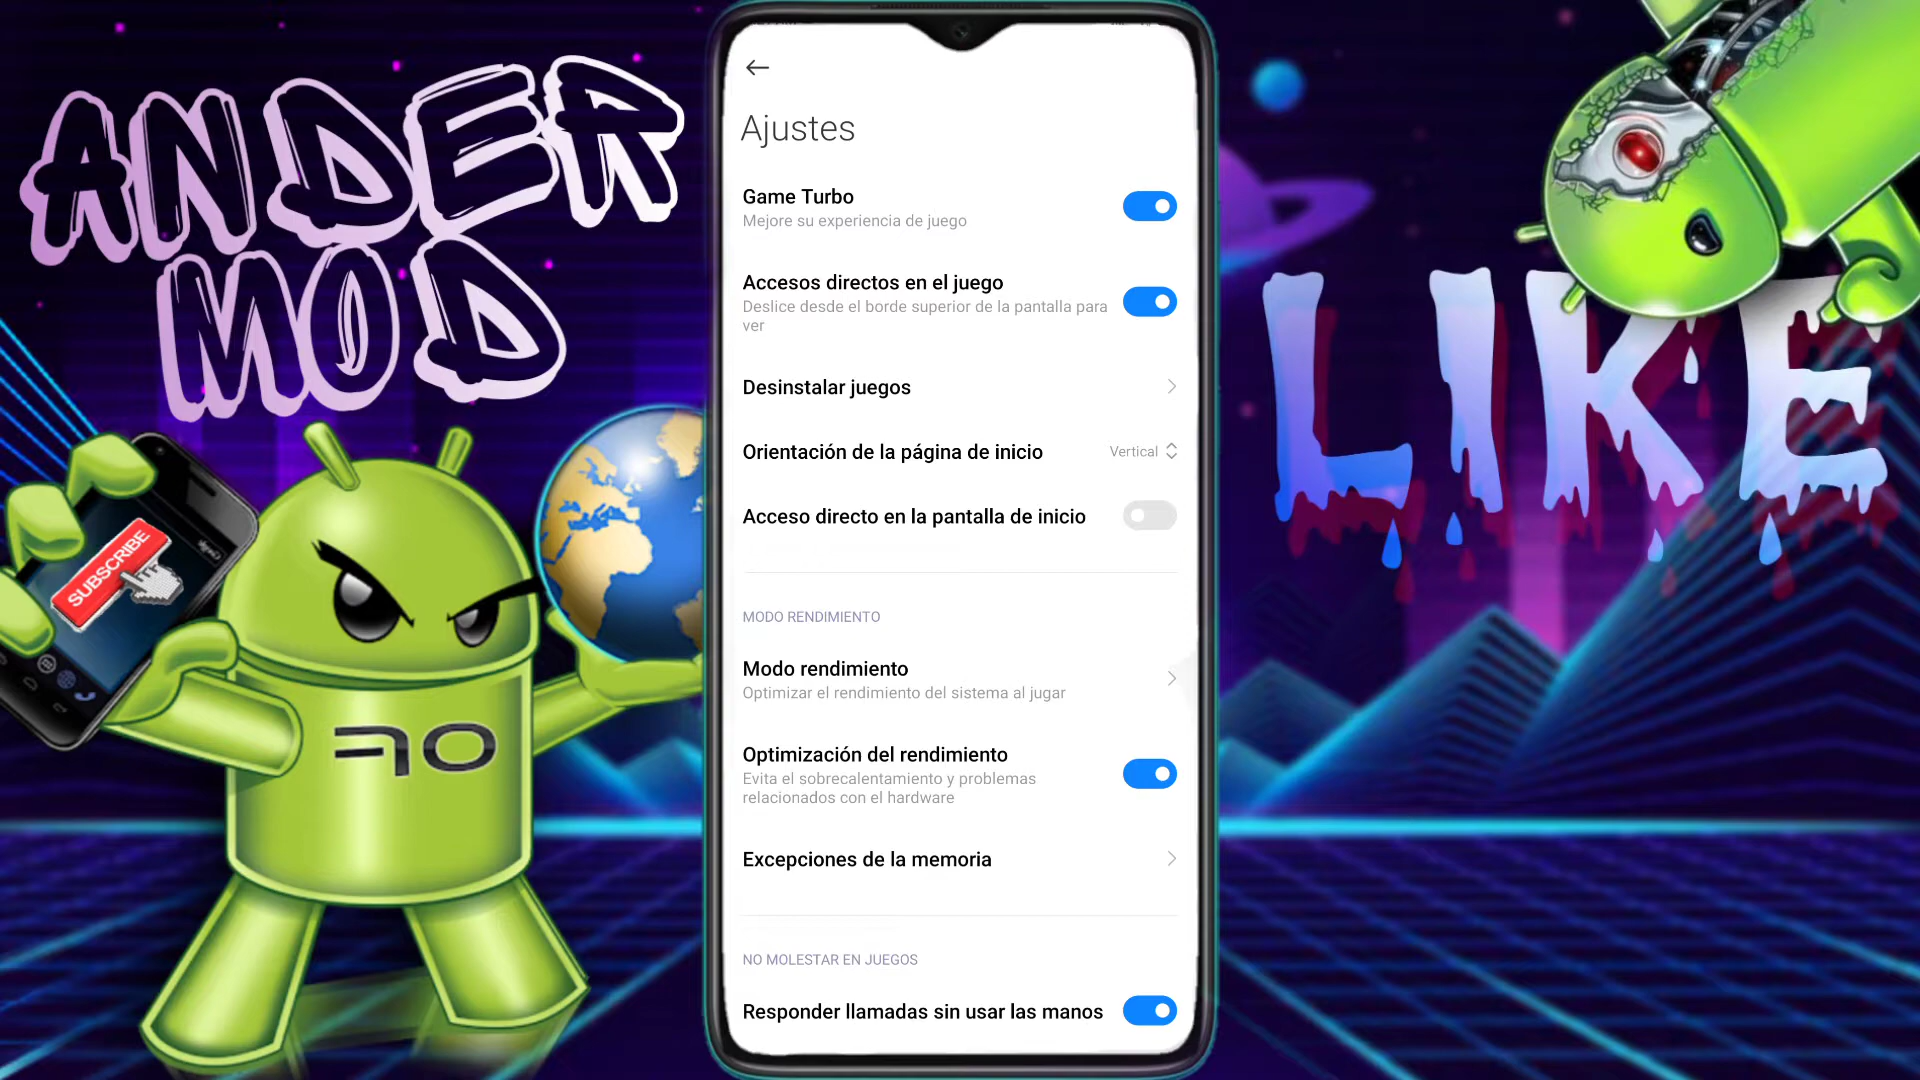 ANDER
MOD
Ajustes
Game Turbo
Mejore su experiencia de juego
Accesos directos en el juego
Deslice desde el borde superior de la pantalla para
ver
Desinstalar juegos
Orientación de la página de inicio
Vertical
Acceso directo en la pantalla de inicio
MODO RENDIMIENTO
Modo rendimiento
Optimizar el rendimiento del sistema al jugar
Optimización del rendimiento
Evita el sobrecalentamiento y problemas
relacionados con el hardware
Excepciones de la memoria
NO MOLESTAR EN JUEGOS
Responder llamadas sin usar las manos
LIKE
SUBSCRIBE